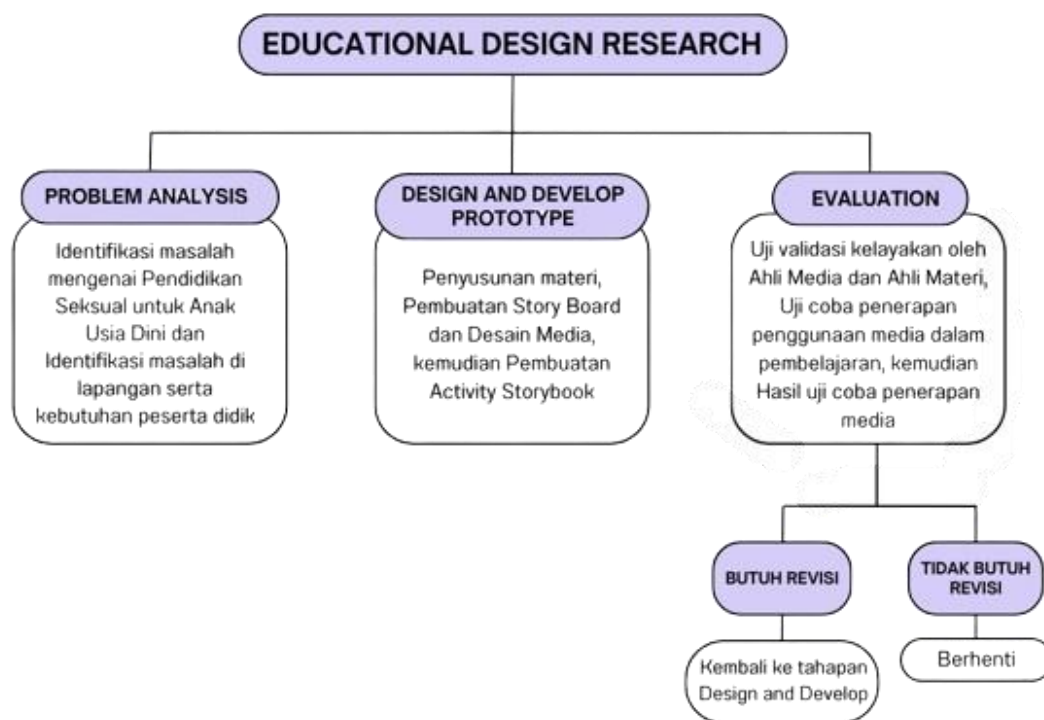 EDUCATIONAL DESIGN RESEARCH
PROBLEM ANALYSIS
Identifikasi masalah
mengenai Pendidikan
Seksual untuk Anak
Usia Dini dan
Identifikasi masalah di
lapangan serta
kebutuhan peserta didik
DESIGN AND DEVELOP
PROTOTYPE
Penyusunan materi,
Pembuatan Story Board
dan Desain Media,
kemudian Pembuatan
Activity Storybook
EVALUATION
Uji validasi kelayakan oleh
Ahli Media dan Ahli Materi,
Uji coba penerapan
penggunaan media dalam
pembelajaran, kemudian
Hasil uji coba penerapan
media
BUTUH REVISI
Kembali ke tahapan
Design and Develop
TIDAK BUTUH
REVISI
Berhenti